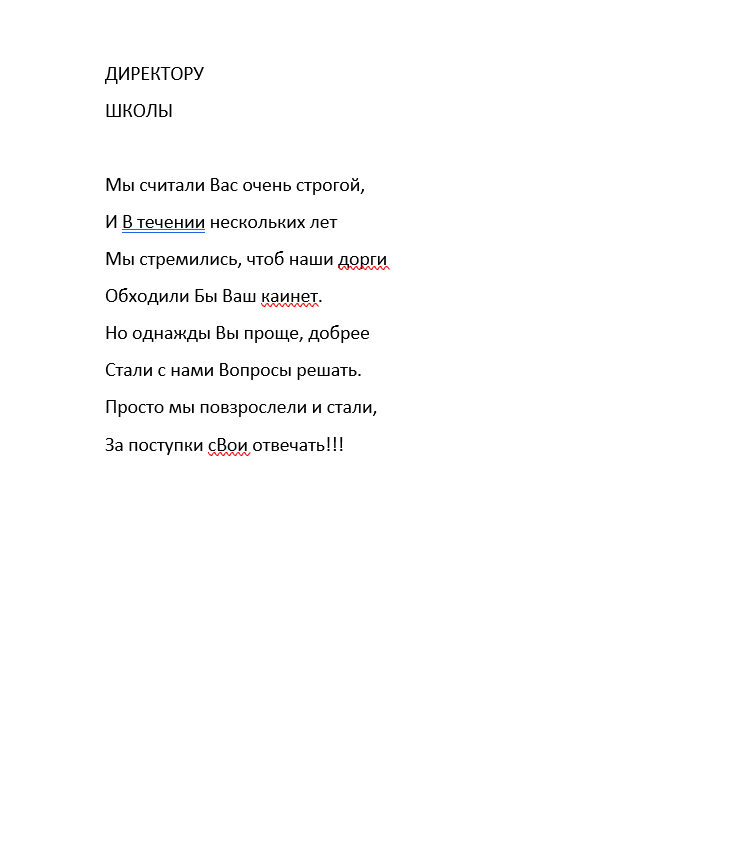 ДИРЕКТОРУ
ШКОЛЫ
Мы считали Вас очень строгой,
И В течении нескольких лет
Мы стремились, чтоб наши дорги
Обходили Бы Ваш каинет.
Но однажды Вы проще, добрее
Стали с нами Вопросы решать.
Просто мы повзрослели и стали,
За поступки сВои отвечать!!!